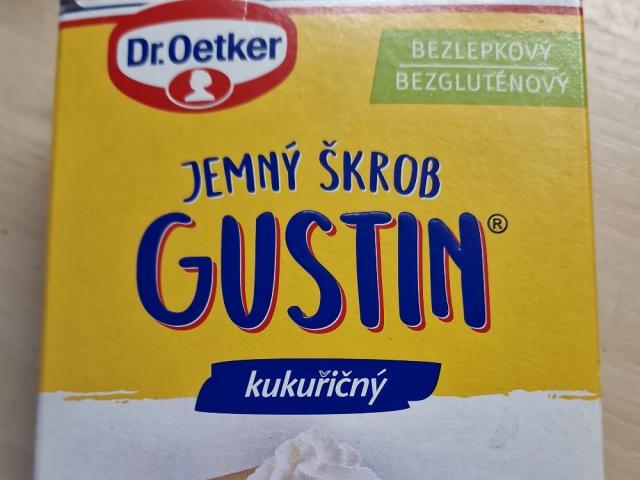 Dr.Oetker
BEZLEPKOVÝ
BEZGLUTÉNOVÝ
JEMNÝ ŠKROB
GUSTIN®
kukuřičný